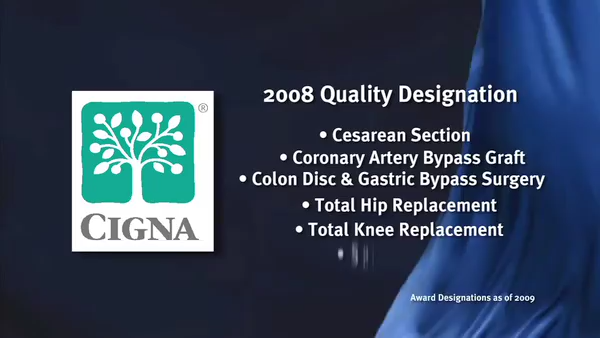 2008 Quality Designation
• Cesarean Section
• Coronary Artery Bypass Graft
• Colon Disc & Gastric Bypass Surgery
• Total Hip Replacement
• Total Knee Replacement
®
CIGNA
Award Designations as of 2009